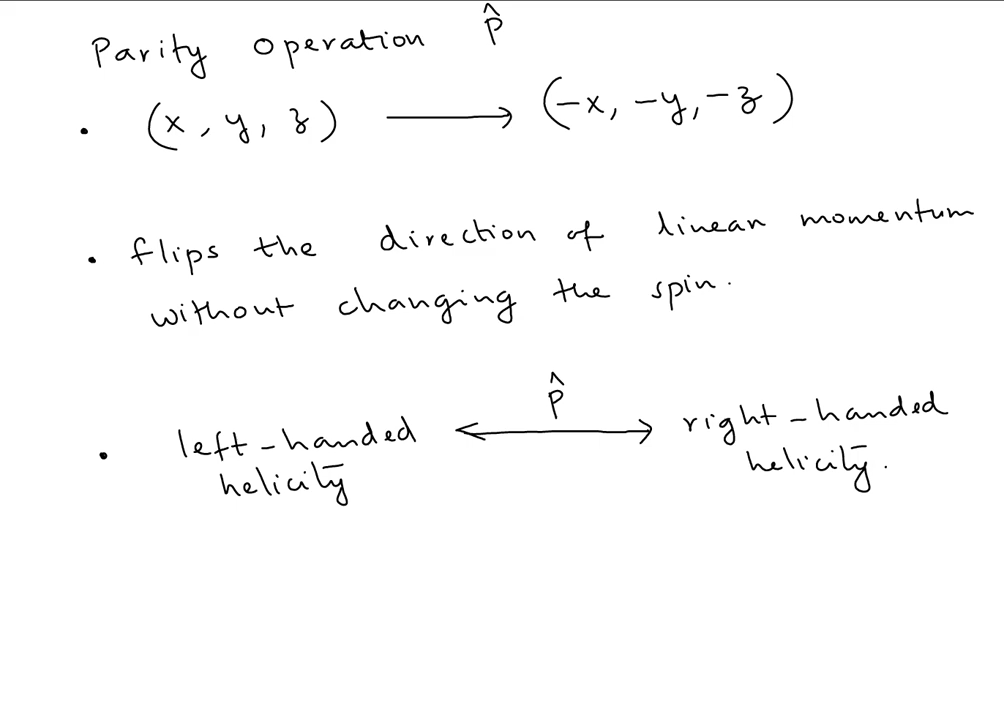 Parity operation P̂
• (x, y, z) ⟶ (-x, -y, -z)
• flips the direction of linear momentum
without changing the spin.
P̂
• left-handed ⟷ right-handed
helicity helicity.